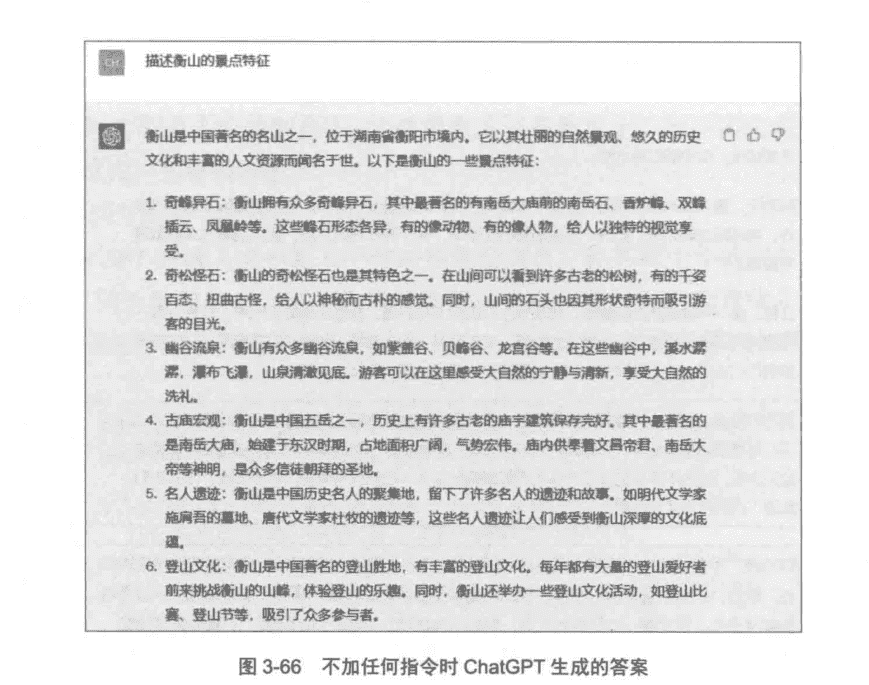 CH
描述衡山的景点特征
衡山是中国著名的名山之一，位于湖南省衡阳市境内。它以其壮丽的自然景观、悠久的历史
文化和丰富的人文资源而闻名于世。以下是衡山的一些景点特征：
1. 奇峰异石：衡山拥有众多奇峰异石，其中最著名的有南岳大庙前的南岳石、香炉峰、双峰
插云、凤凰岭等。这些峰石形态各异，有的像动物、有的像人物，给人以独特的视觉享
受。
2. 奇松怪石：衡山的奇松怪石也是其特色之一。在山间可以看到许多古老的松树，有的千姿
百态，扭曲古怪，给人以神秘而古朴的感觉。同时，山间的石头也因其形状奇特而吸引游
客的目光。
3. 幽谷流泉：衡山有众多幽谷流泉，如紫盖谷、贝峰谷、龙宫谷等。在这些幽谷中，溪水潺
潺，瀑布飞瀑，山泉清澈见底。游客可以在这里感受大自然的宁静与清新，享受大自然的
洗礼。
4. 古庙宏观：衡山是中国五岳之一，历史上有许多古老的庙宇建筑保存完好。其中最著名的
是南岳大庙，始建于东汉时期，占地面积广阔，气势宏伟。庙内供奉着文昌帝君、南岳大
帝等神明，是众多信徒朝拜的圣地。
5. 名人遗迹：衡山是中国历史名人的聚集地，留下了许多名人的遗迹和故事。如明代文学家
施肩吾的墓地、唐代文学家杜牧的遗迹等，这些名人遗迹让人们感受到衡山深厚的文化底
蕴。
6. 登山文化：衡山是中国著名的登山胜地，有丰富的登山文化。每年都有大量的登山爱好者
前来挑战衡山的山峰，体验登山的乐趣。同时，衡山还举办一些登山文化活动，如登山比
赛、登山节等，吸引了众多参与者。
图 3-66 不加任何指令时 ChatGPT 生成的答案